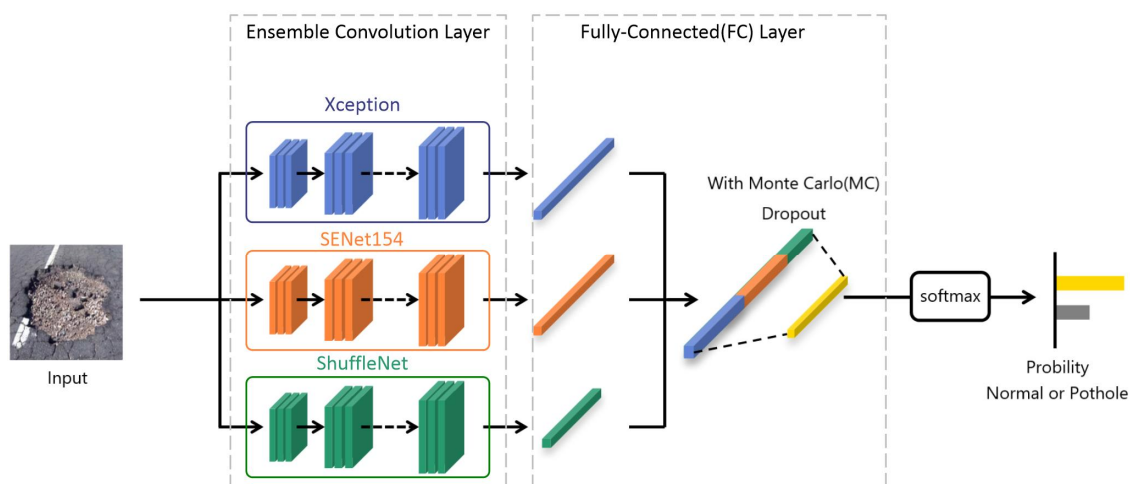 Ensemble Convolution Layer
Fully-Connected(FC) Layer
Xception
SENet154
ShuffleNet
Input
With Monte Carlo(MC)
Dropout
softmax
Probility
Normal or Pothole